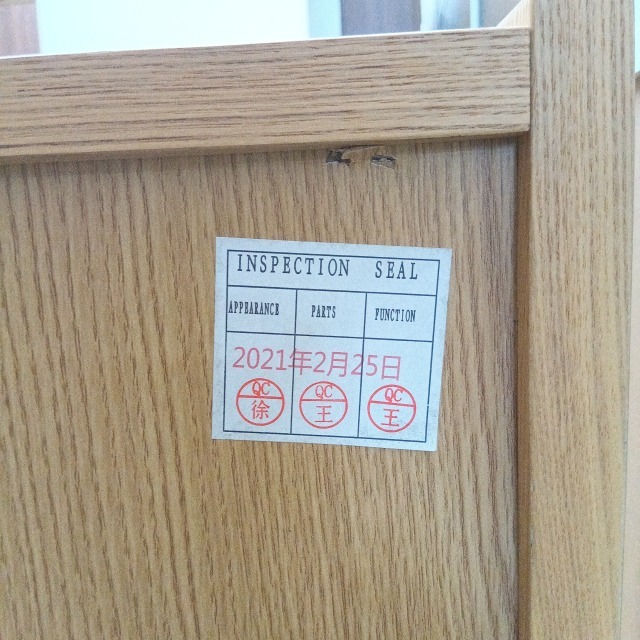 INSPECTION SEAL
APPEARANCE PARTS FUNCTION
2021年2月25日
QC QC QC
徐 王 王